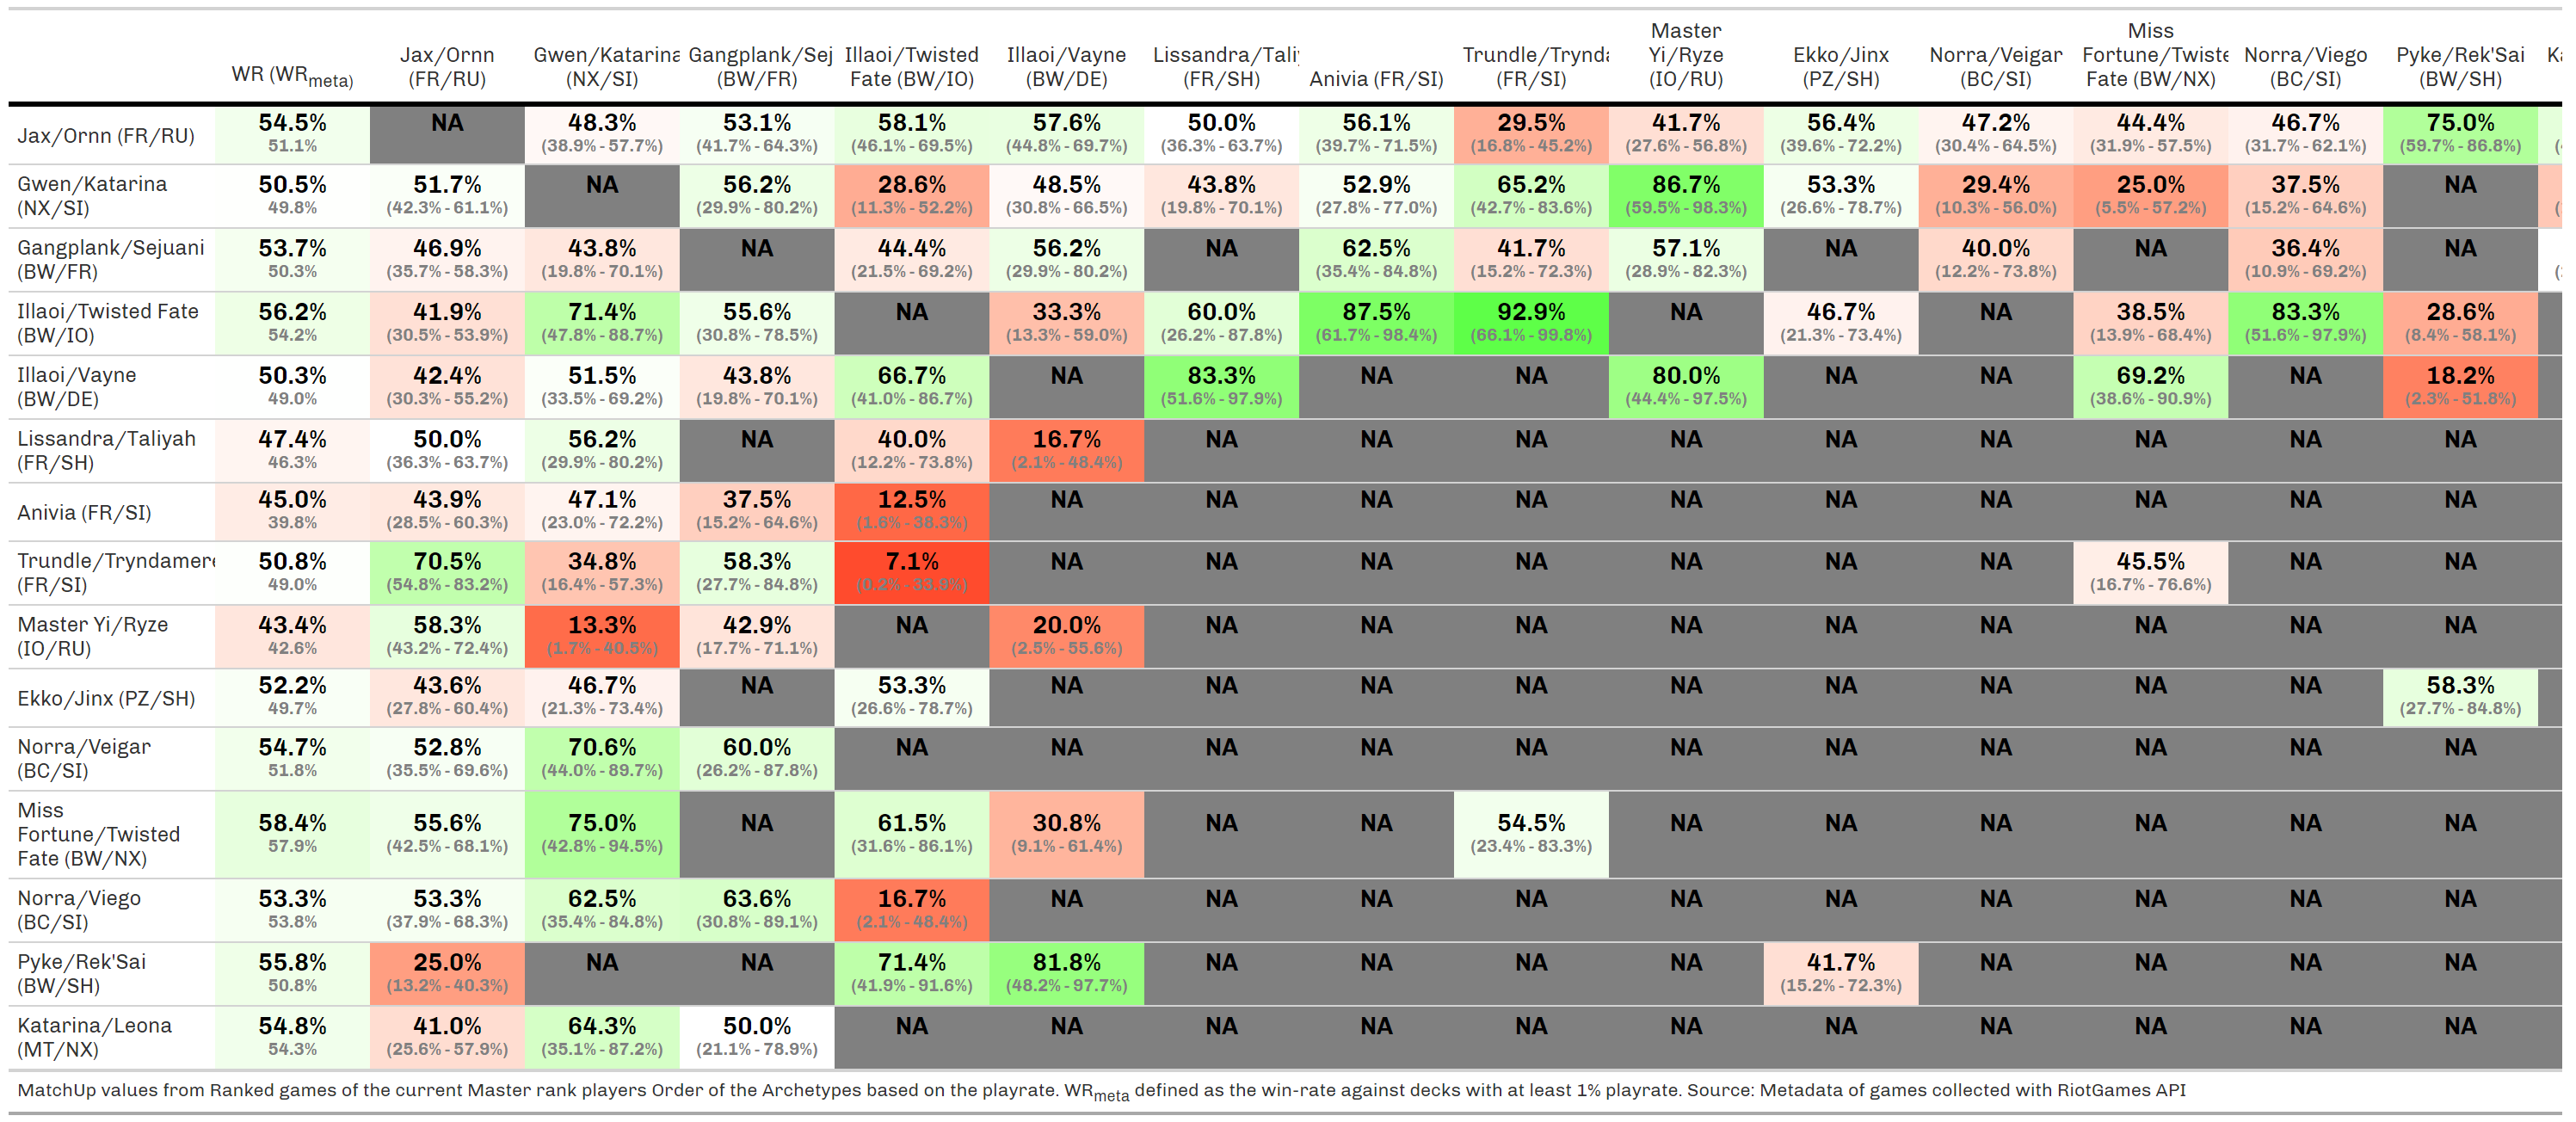 WR (WRmeta)
Jax/Ornn
(FR/RU)
Gwen/Katarina
(NX/SI)
Gangplank/Sej
(BW/FR)
Illaoi/Twisted
Fate (BW/IO)
Illaoi/Vayne
(BW/DE)
Lissandra/Taliy
(FR/SH)
Anivia (FR/SI)
Trundle/Trynda
(FR/SI)
Master
Yi/Ryze
(IO/RU)
Ekko/Jinx
(PZ/SH)
Norra/Veigar
(BC/SI)
Miss
Fortune/Twiste
Fate (BW/NX)
Norra/Viego
(BC/SI)
Pyke/Rek'Sai
(BW/SH)
Jax/Ornn (FR/RU)
54.5% NA 48.3% 53.1% 58.1% 57.6% 50.0% 56.1% 29.5% 41.7% 56.4% 47.2% 44.4% 46.7% 75.0%
51.1% (38.9% - 57.7%) (41.7% - 64.3%) (46.1% - 69.5%) (44.8% - 69.7%) (36.3% - 63.7%) (39.7% - 71.5%) (16.8% - 45.2%) (27.6% - 56.8%) (39.6% - 72.2%) (30.4% - 64.5%) (31.9% - 57.5%) (31.7% - 62.1%) (59.7% - 86.8%)
Gwen/Katarina
(NX/SI)
50.5% 51.7% NA 56.2% 28.6% 48.5% 43.8% 52.9% 65.2% 86.7% 53.3% 29.4% 25.0% 37.5% NA
49.8% (42.3% - 61.1%) (29.9% - 80.2%) (11.3% - 52.2%) (30.8% - 66.5%) (19.8% - 70.1%) (27.8% - 77.0%) (42.7% - 83.6%) (59.5% - 98.3%) (26.6% - 78.7%) (10.3% - 56.0%) (5.5% - 57.2%) (15.2% - 64.6%)
Gangplank/Sejuani
(BW/FR)
53.7% 46.9% 43.8% NA 44.4% 56.2% NA 62.5% 41.7% 57.1% NA 40.0% NA 36.4% NA
50.3% (35.7% - 58.3%) (19.8% - 70.1%) (21.5% - 69.2%) (29.9% - 80.2%) (35.4% - 84.8%) (15.2% - 72.3%) (28.9% - 82.3%) (12.2% - 73.8%) (10.9% - 69.2%)
Illaoi/Twisted Fate
(BW/IO)
56.2% 41.9% 71.4% 55.6% NA 33.3% 60.0% 87.5% 92.9% NA 46.7% NA 38.5% 83.3% 28.6%
54.2% (30.5% - 53.9%) (47.8% - 88.7%) (30.8% - 78.5%) (13.3% - 59.0%) (26.2% - 87.8%) (61.7% - 98.4%) (66.1% - 99.8%) (21.3% - 73.4%) (13.9% - 68.4%) (51.6% - 97.9%) (8.4% - 58.1%)
Illaoi/Vayne
(BW/DE)
50.3% 42.4% 51.5% 43.8% 66.7% NA 83.3% NA NA 80.0% NA NA 69.2% NA 18.2%
49.0% (30.3% - 55.2%) (33.5% - 69.2%) (19.8% - 70.1%) (41.0% - 86.7%) (51.6% - 97.9%) (44.4% - 97.5%) (38.6% - 90.9%) (2.3% - 51.8%)
Lissandra/Taliyah
(FR/SH)
47.4% 50.0% 56.2% NA 40.0% 16.7% NA NA NA NA NA NA NA NA NA
46.3% (36.3% - 63.7%) (29.9% - 80.2%) (12.2% - 73.8%) (2.1% - 48.4%)
Anivia (FR/SI)
45.0% 43.9% 47.1% 37.5% 12.5% NA NA NA NA NA NA NA NA NA NA
39.8% (28.5% - 60.3%) (23.0% - 72.2%) (15.2% - 64.6%) (1.6% - 38.3%)
Trundle/Tryndamere
(FR/SI)
50.8% 70.5% 34.8% 58.3% 7.1% NA NA NA NA NA NA NA 45.5% NA NA
49.0% (54.8% - 83.2%) (16.4% - 57.3%) (27.7% - 84.8%) (0.2% - 33.9%) (16.7% - 76.6%)
Master Yi/Ryze
(IO/RU)
43.4% 58.3% 13.3% 42.9% NA 20.0% NA NA NA NA NA NA NA NA NA
42.6% (43.2% - 72.4%) (1.7% - 40.5%) (17.7% - 71.1%) (2.5% - 55.6%)
Ekko/Jinx (PZ/SH)
52.2% 43.6% 46.7% NA 53.3% NA NA NA NA NA NA NA NA NA 58.3%
49.7% (27.8% - 60.4%) (21.3% - 73.4%) (26.6% - 78.7%) (27.7% - 84.8%)
Norra/Veigar
(BC/SI)
54.7% 52.8% 70.6% 60.0% NA NA NA NA NA NA NA NA NA NA NA
51.8% (35.5% - 69.6%) (44.0% - 89.7%) (26.2% - 87.8%)
Miss
Fortune/Twisted
Fate (BW/NX)
58.4% 55.6% 75.0% NA 61.5% 30.8% NA NA 54.5% NA NA NA NA NA NA
57.9% (42.5% - 68.1%) (42.8% - 94.5%) (31.6% - 86.1%) (9.1% - 61.4%) (23.4% - 83.3%)
Norra/Viego
(BC/SI)
53.3% 53.3% 62.5% 63.6% 16.7% NA NA NA NA NA NA NA NA NA NA
53.8% (37.9% - 68.3%) (35.4% - 84.8%) (30.8% - 89.1%) (2.1% - 48.4%)
Pyke/Rek'Sai
(BW/SH)
55.8% 25.0% NA NA 71.4% 81.8% NA NA NA NA 41.7% NA NA NA NA
50.8% (13.2% - 40.3%) (41.9% - 91.6%) (48.2% - 97.7%) (15.2% - 72.3%)
Katarina/Leona
(MT/NX)
54.8% 41.0% 64.3% 50.0% NA NA NA NA NA NA NA NA NA NA NA
54.3% (25.6% - 57.9%) (35.1% - 87.2%) (21.1% - 78.9%)
MatchUp values from Ranked games of the current Master rank players Order of the Archetypes based on the playrate. WRmeta defined as the win-rate against decks with at least 1% playrate. Source: Metadata of games collected with RiotGames API